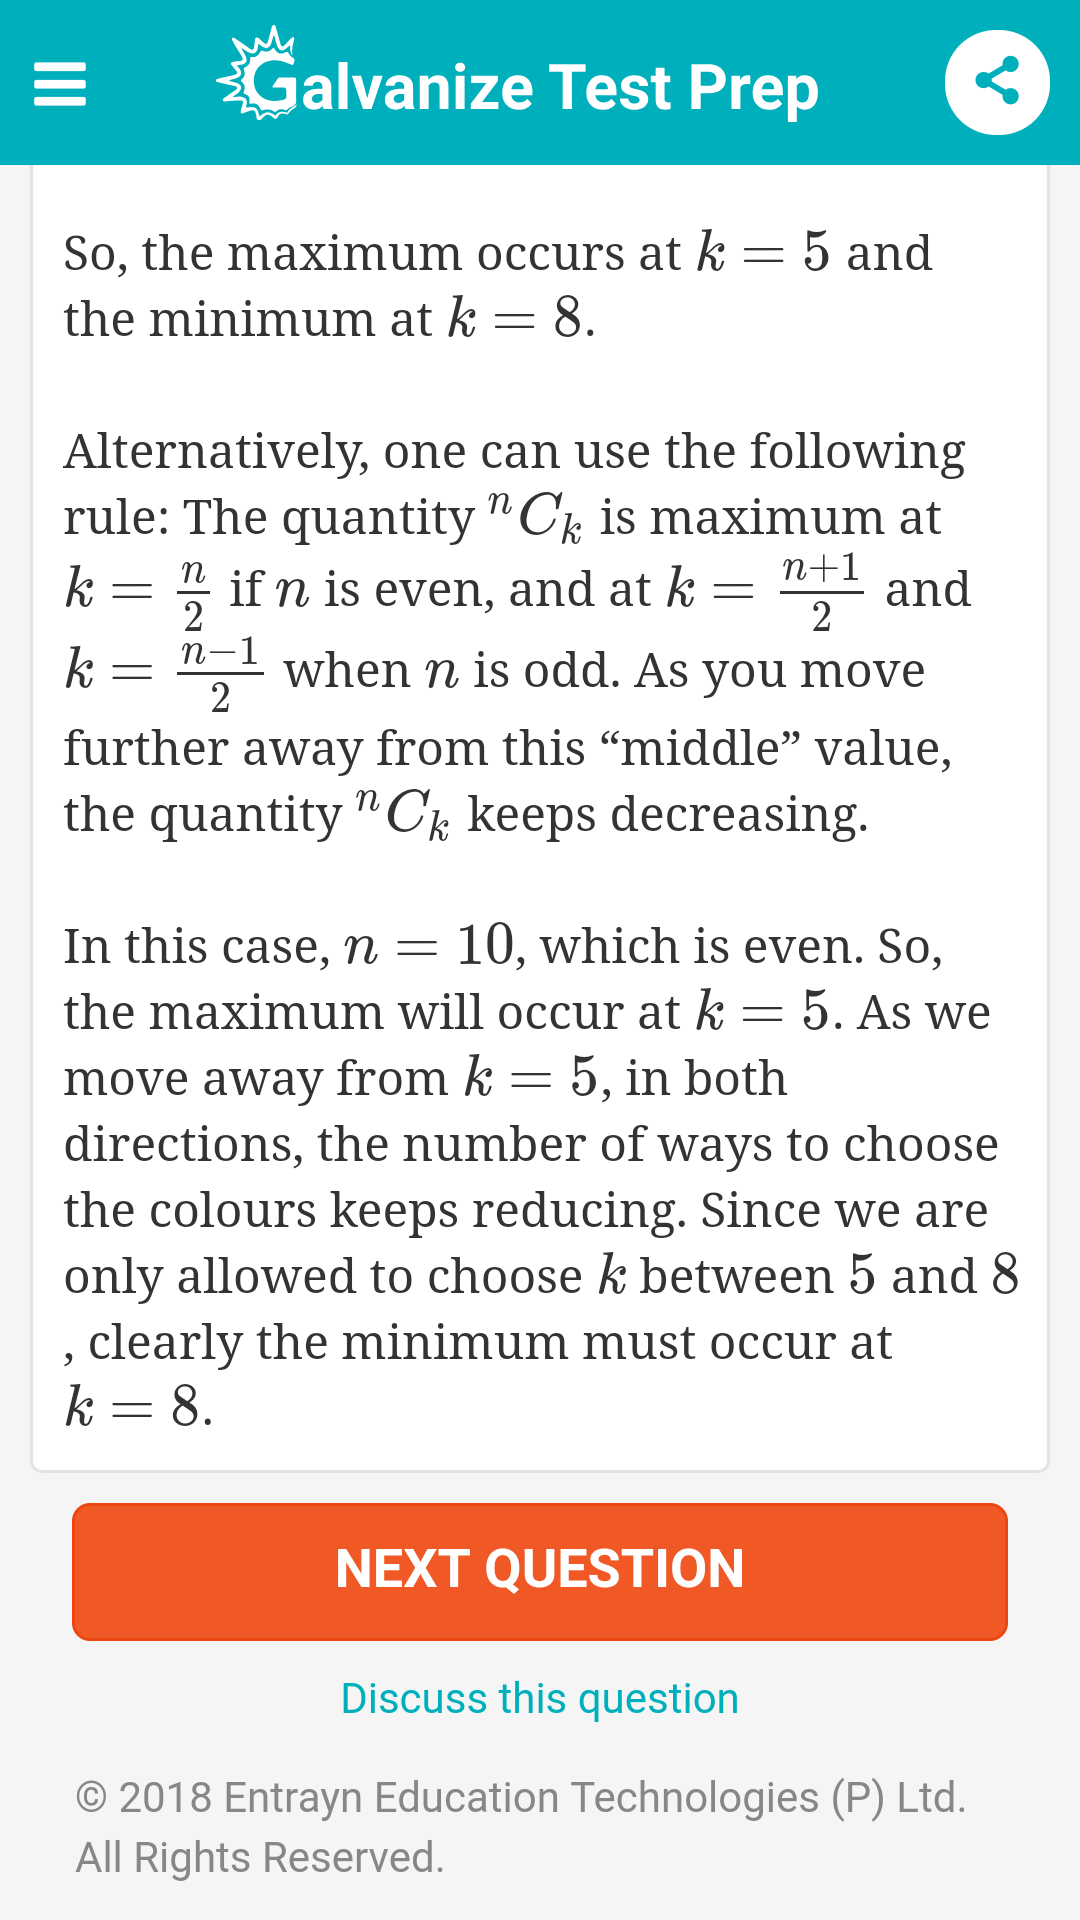 Galvanize Test Prep
So, the maximum occurs at k = 5 and
the minimum at k = 8.
Alternatively, one can use the following
rule: The quantity ⁿCₖ is maximum at
k = n/2 if n is even, and at k = (n+1)/2 and
k = (n−1)/2 when n is odd. As you move
further away from this “middle” value,
the quantity ⁿCₖ keeps decreasing.
In this case, n = 10, which is even. So,
the maximum will occur at k = 5. As we
move away from k = 5, in both
directions, the number of ways to choose
the colours keeps reducing. Since we are
only allowed to choose k between 5 and 8
, clearly the minimum must occur at
k = 8.
NEXT QUESTION
Discuss this question
© 2018 Entrayn Education Technologies (P) Ltd.
All Rights Reserved.